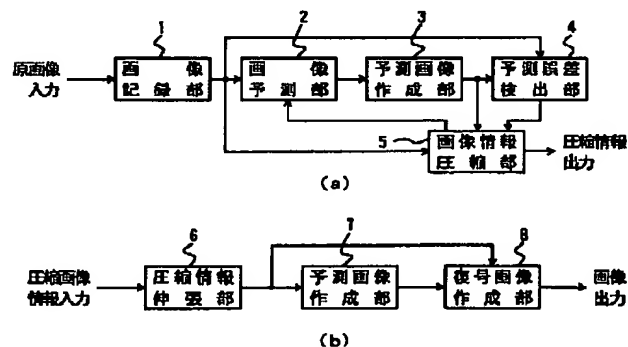 1
2
3
4
原画像
入力
画像
記録部
画像
予測部
予測画像
作成部
予測誤差
検出部
5
画像情報
圧縮部
圧縮情報
出力
(a)
6
7
8
圧縮画像
情報入力
圧縮情報
伸張部
予測画像
作成部
復号画像
作成部
画像
出力
(b)